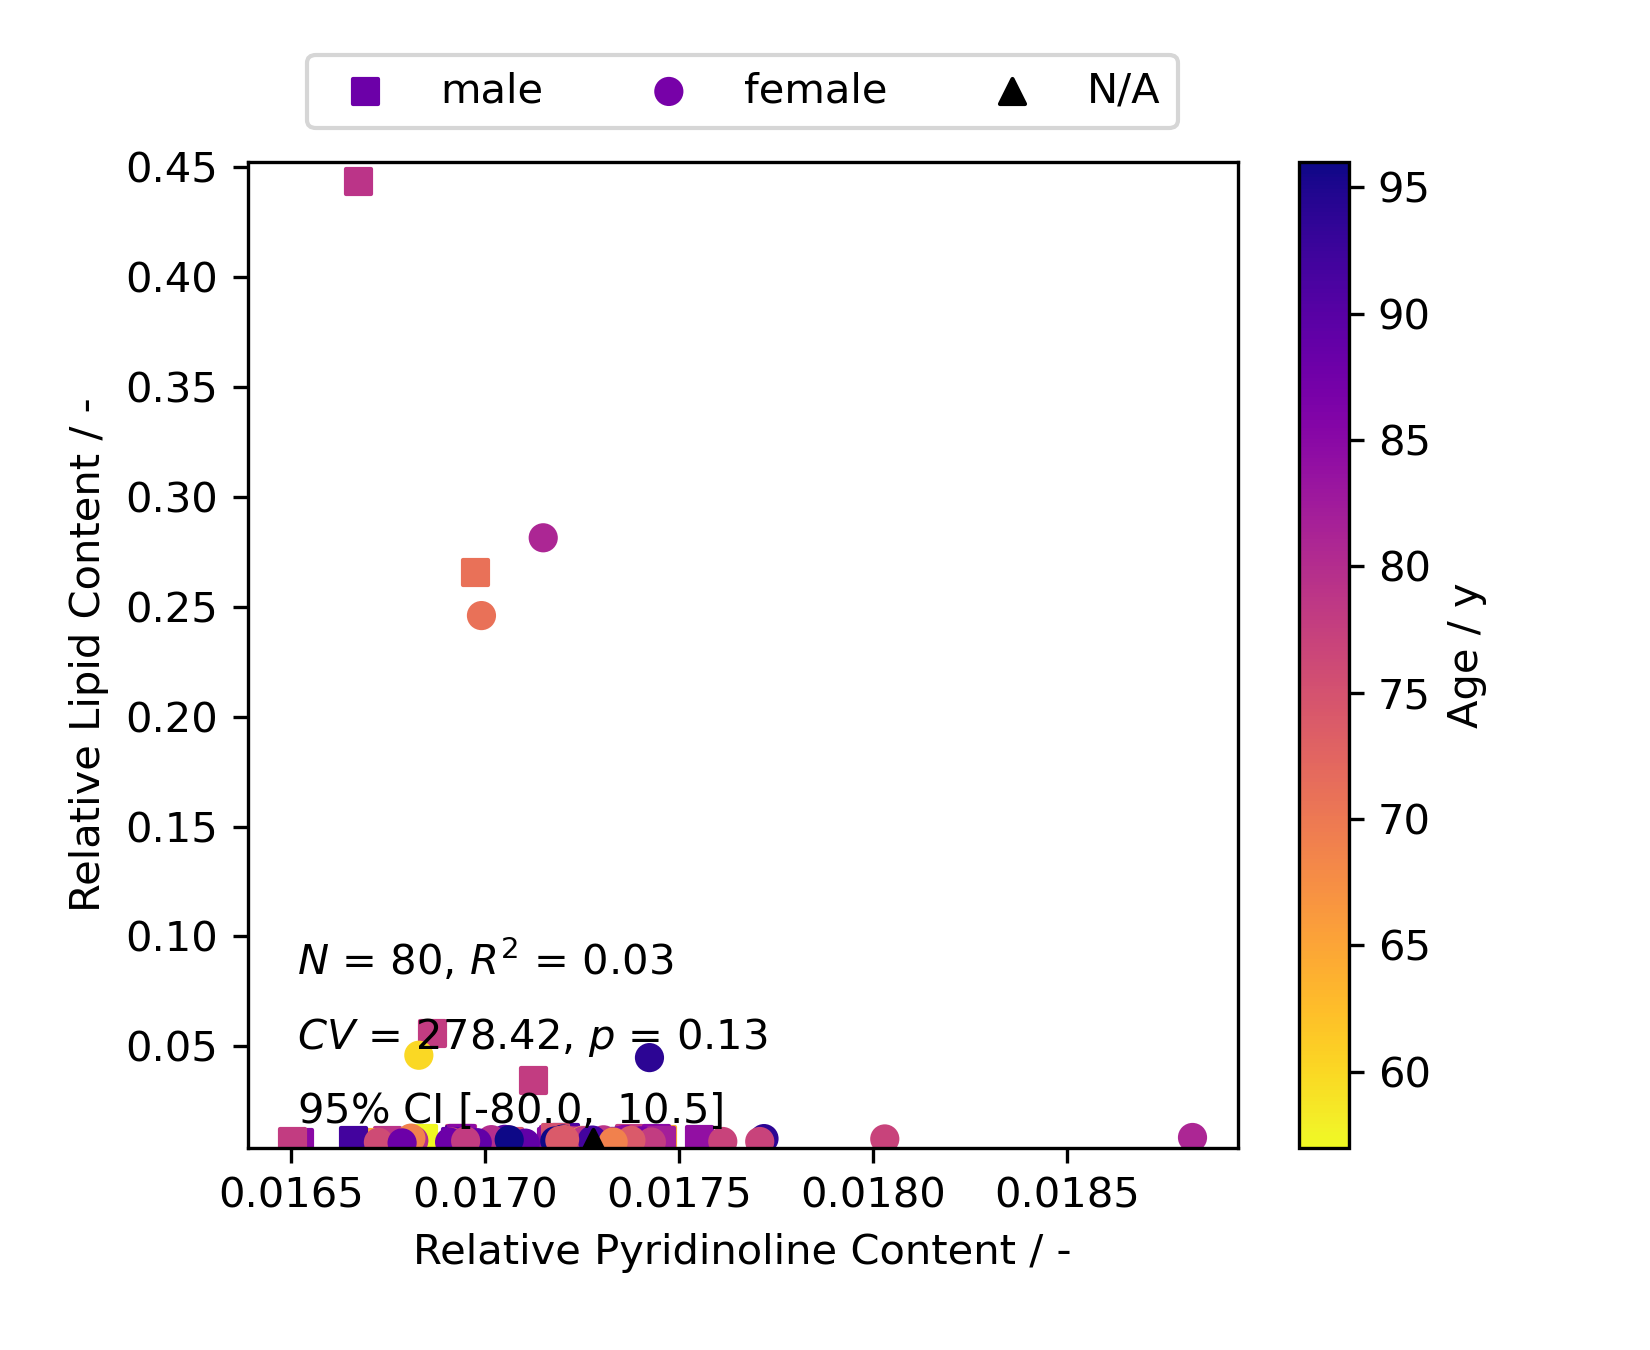 male female N/A
0.45
0.40
0.35
0.30
0.25
0.20
0.15
0.10
0.05
Relative Lipid Content / -
N = 80, R² = 0.03
CV = 278.42, p = 0.13
95% CI [-80.0, 10.5]
0.0165 0.0170 0.0175 0.0180 0.0185
Relative Pyridinoline Content / -
95
90
85
80
75
70
65
60
Age / y